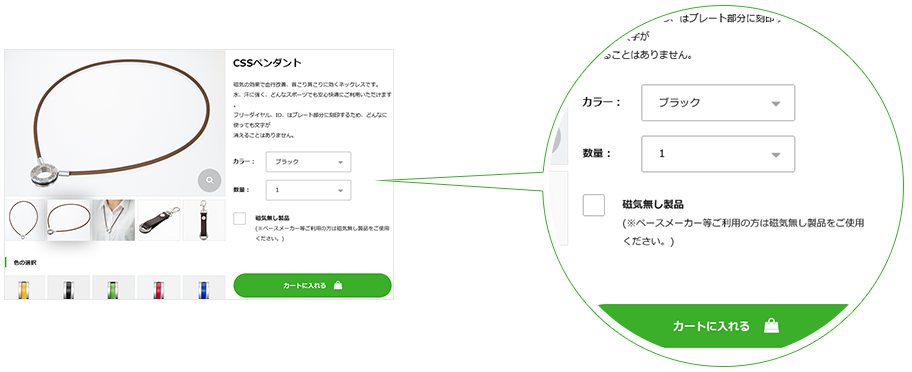 CSSペンダント
磁気の効果で血行改善、首こり肩こりに効くネックレスです。
水、汗に強く、どんなスポーツでも安心快適にご利用いただけます
。
フリーダイヤル、ID、はプレート部分に刻印するため、どんなに
使っても文字が
消えることはありません。
カラー： ブラック
数量： 1
磁気無し製品
(※ペースメーカー等ご利用の方は磁気無し製品をご使用
ください。)
色の選択
カートに入れる
、はプレート部分に刻印す
字が
ることはありません。
カラー： ブラック
数量： 1
磁気無し製品
(※ペースメーカー等ご利用の方は磁気無し製品をご使用
ください。)
カートに入れる